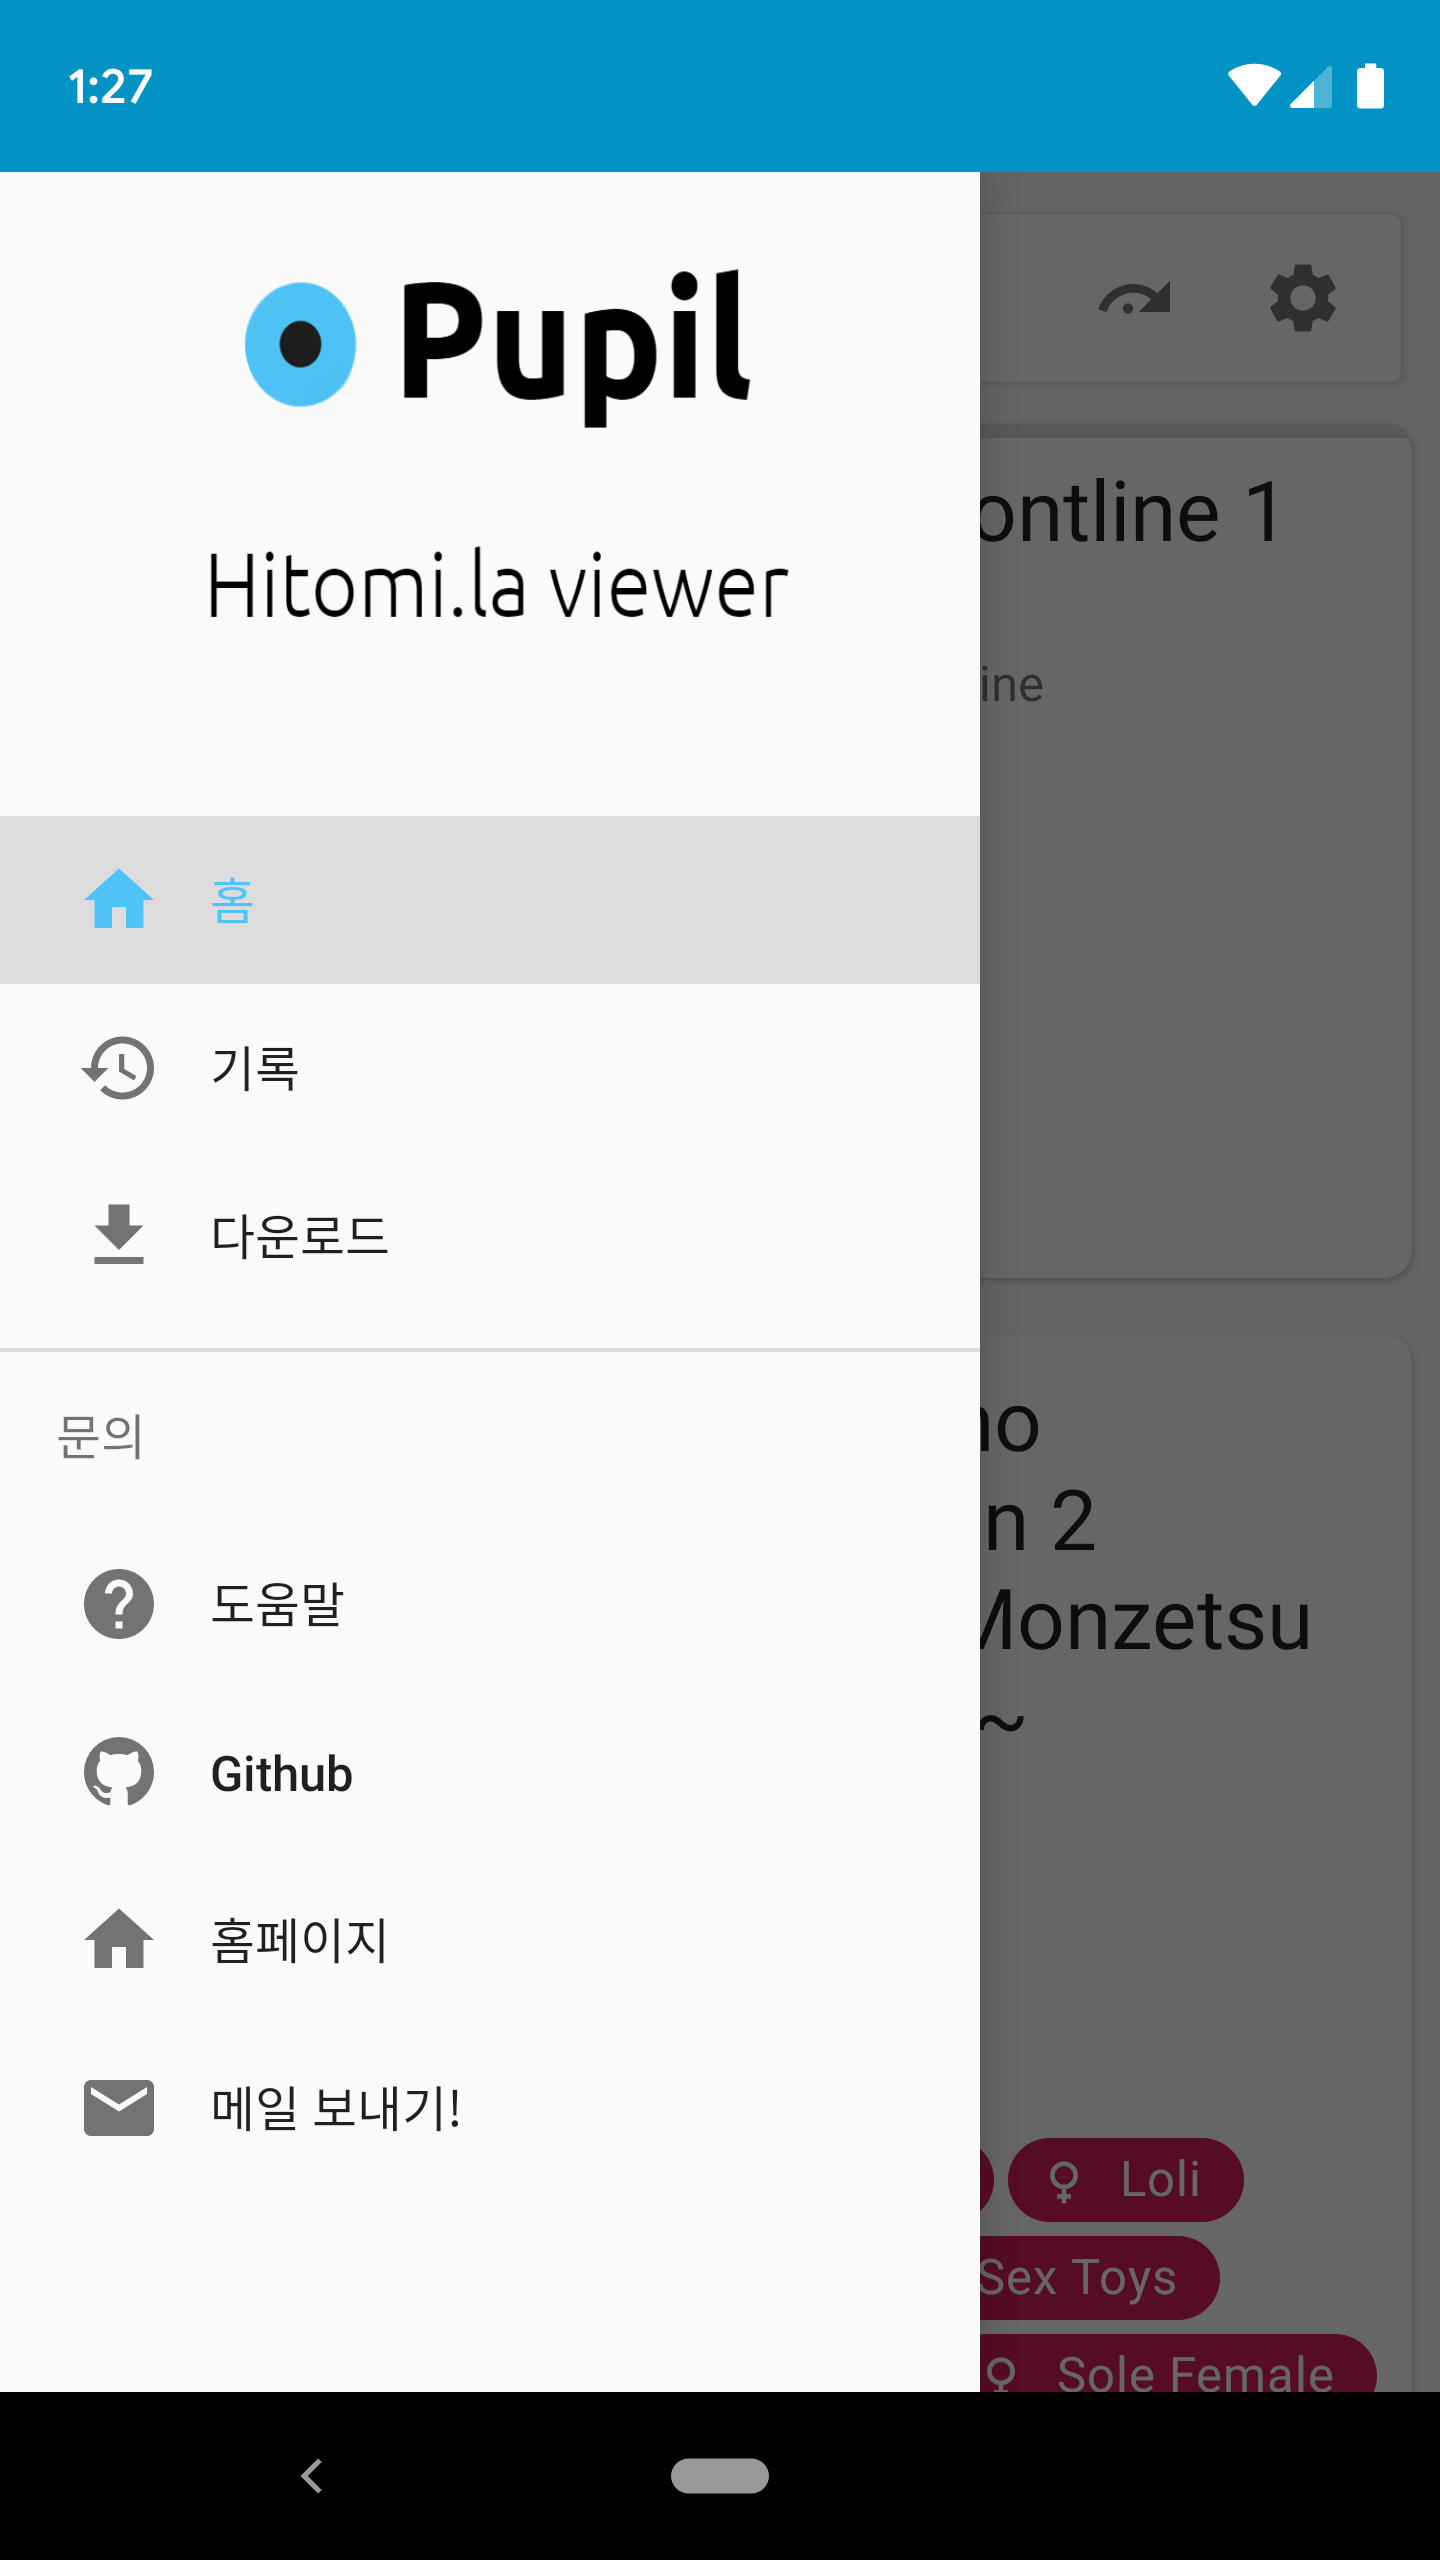 1:27
Pupil
Hitomi.la viewer
홈
기록
다운로드
문의
도움말
Github
홈페이지
메일 보내기!
ontline 1
ine
no
n 2
Monzetsu
~
Loli
Sex Toys
Sole Female